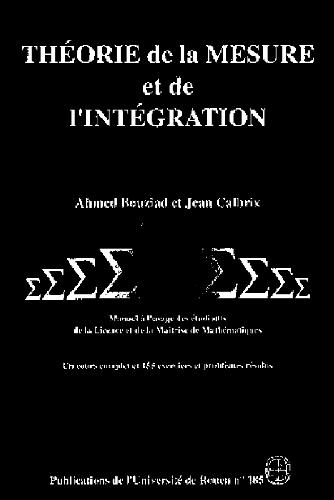 THÉORIE de la MESURE
et de
l'INTÉGRATION
Ahmed Bouziad et Jean Calbrix
Σ Σ Σ Σ Σ Σ Σ Σ
Manuel à l'usage des étudiants
de la Licence et de la Maîtrise de Mathématiques
Un cours complet et 185 exercices et problèmes résolus
Publications de l'Université de Rouen n° 185